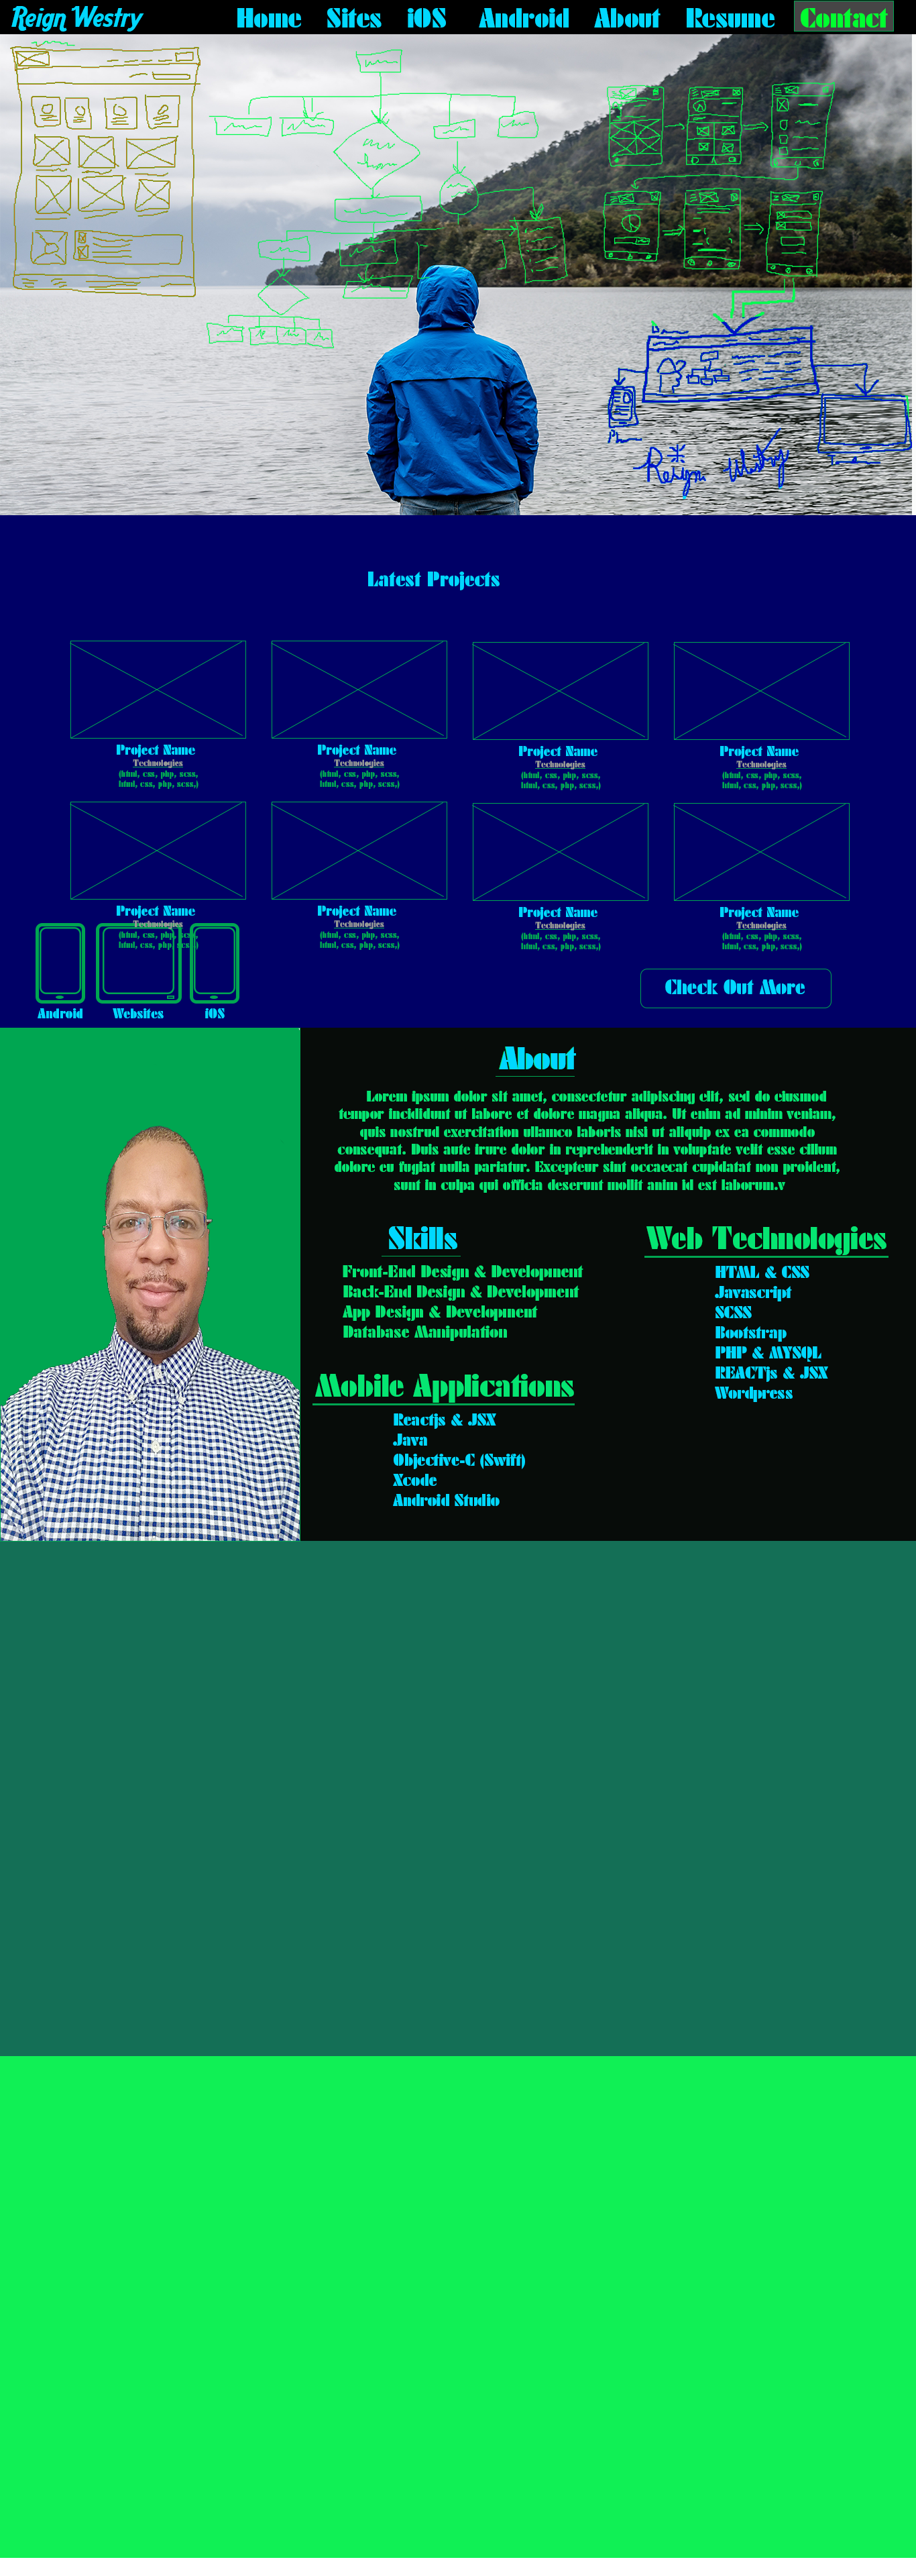 Reign Westry
Home Sites iOS Android About Resume Contact
Reign Westry
Latest Projects
Project Name Project Name Project Name Project Name
Technologies Technologies Technologies Technologies
(html, css, php, scss, (html, css, php, scss, (html, css, php, scss, (html, css, php, scss,
html, css, php, scss,) html, css, php, scss,) html, css, php, scss,) html, css, php, scss,)
Project Name Project Name Project Name Project Name
Technologies Technologies Technologies Technologies
(html, css, php, scss, (html, css, php, scss, (html, css, php, scss, (html, css, php, scss,
html, css, php, scss,) html, css, php, scss,) html, css, php, scss,) html, css, php, scss,)
Android Websites iOS
Check Out More
About
Lorem ipsum dolor sit amet, consectetur adipiscing elit, sed do eiusmod
tempor incididunt ut labore et dolore magna aliqua. Ut enim ad minim veniam,
quis nostrud exercitation ullamco laboris nisi ut aliquip ex ea commodo
consequat. Duis aute irure dolor in reprehenderit in voluptate velit esse cillum
dolore eu fugiat nulla pariatur. Excepteur sint occaecat cupidatat non proident,
sunt in culpa qui officia deserunt mollit anim id est laborum.v
Skills
Front-End Design & Development
Back-End Design & Development
App Design & Development
Database Manipulation
Mobile Applications
Reactjs & JSX
Java
Objective-C (Swift)
Xcode
Android Studio
Web Technologies
HTML & CSS
Javascript
SCSS
Bootstrap
PHP & MYSQL
REACTjs & JSX
Wordpress